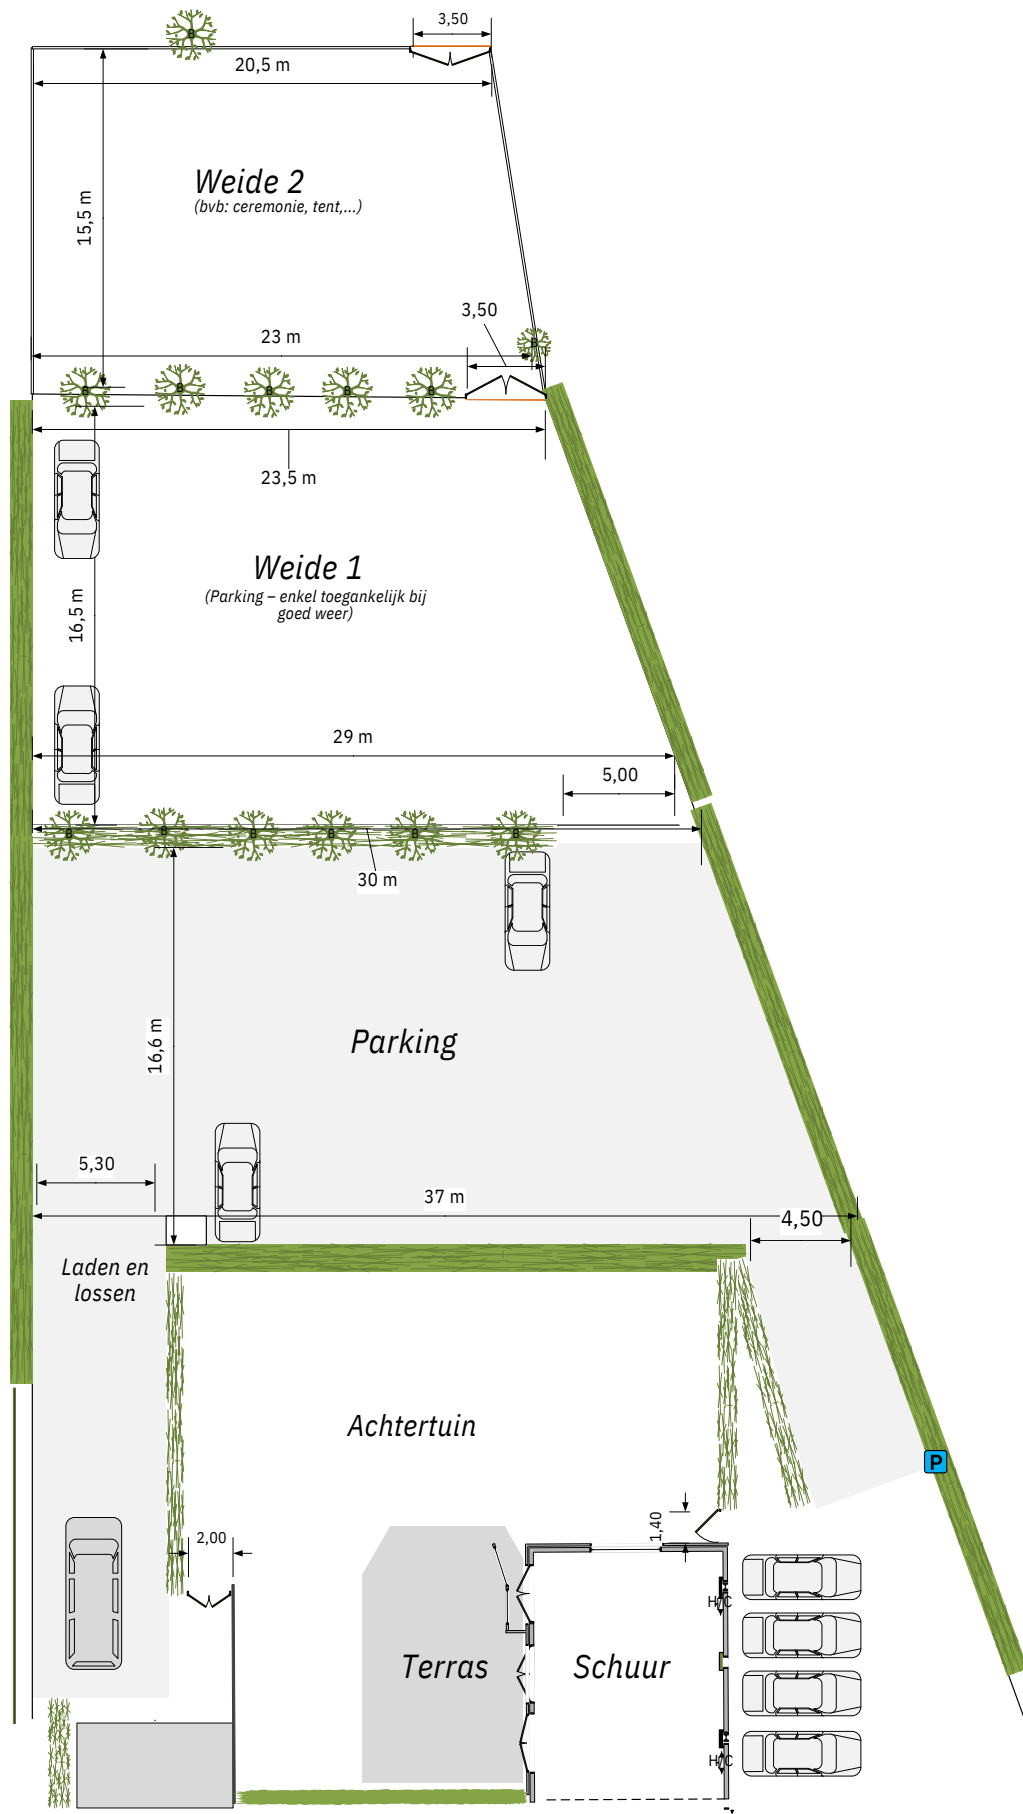 3,50
20,5 m
Weide 2
(bvb: ceremonie, tent,...)
15,5 m
3,50
23 m
B
B
B
B
B
B
B
23,5 m
Weide 1
(Parking – enkel toegankelijk bij
goed weer)
16,5 m
29 m
5,00
B
B
B
B
B
B
30 m
Parking
16,6 m
5,30
37 m
4,50
Laden en
lossen
Achtertuin
P
1,40
2,00
H/C
Terras
Schuur
H/C